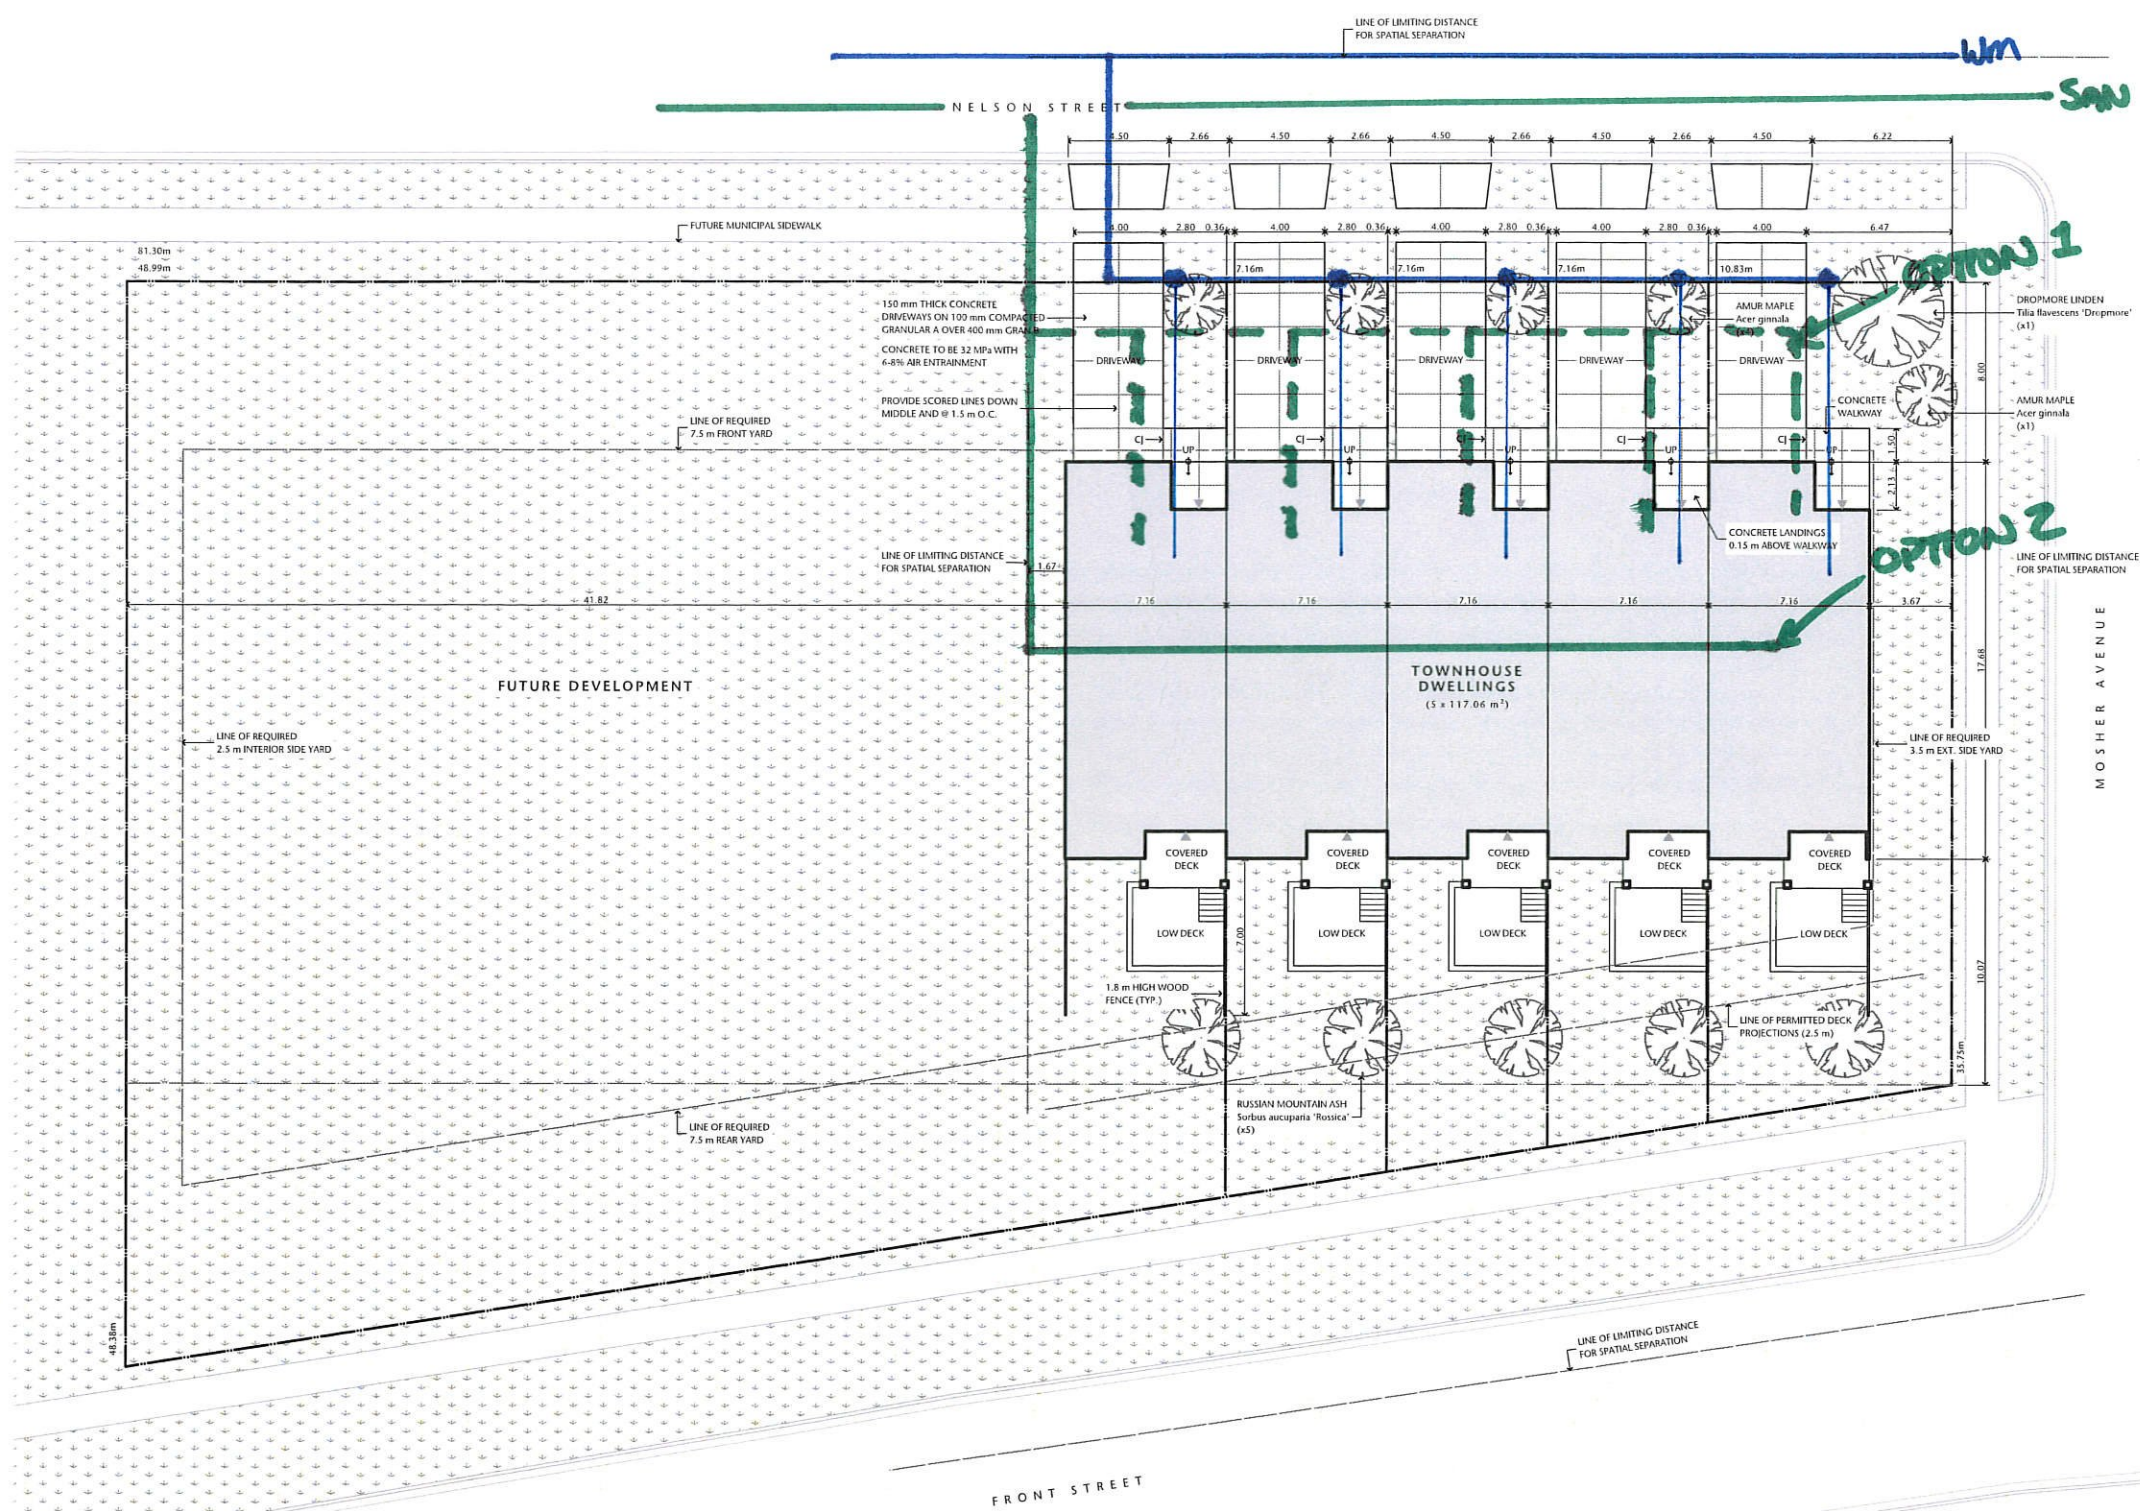 LINE OF LIMITING DISTANCE
FOR SPATIAL SEPARATION
WM
NELSON STREET
SAN
4.50 2.66 4.50 2.66 4.50 2.66 4.50 2.66 4.50 6.22
FUTURE MUNICIPAL SIDEWALK
4.00 2.80 0.36 4.00 2.80 0.36 4.00 2.80 0.36 4.00 2.80 0.36 4.00 6.47
81.30m
48.99m
7.16m 7.16m 7.16m 10.83m
OPTION 1
150 mm THICK CONCRETE
DRIVEWAYS ON 100 mm COMPACTED
GRANULAR A OVER 400 mm GRAN B
CONCRETE TO BE 32 MPa WITH
6-8% AIR ENTRAINMENT
PROVIDE SCORED LINES DOWN
MIDDLE AND @ 1.5 m O.C.
AMUR MAPLE
Acer ginnala
DROPMORE LINDEN
Tilia flavescens 'Dropmore'
(x1)
DRIVEWAY DRIVEWAY DRIVEWAY DRIVEWAY DRIVEWAY
8.00
CONCRETE
WALKWAY
AMUR MAPLE
Acer ginnala
(x1)
LINE OF REQUIRED
7.5 m FRONT YARD
CJ CJ CJ CJ CJ
UP UP UP UP UP
1.50
2.13
CONCRETE LANDINGS
0.15 m ABOVE WALKWAY
OPTION 2
LINE OF LIMITING DISTANCE
FOR SPATIAL SEPARATION
LINE OF LIMITING DISTANCE
FOR SPATIAL SEPARATION
1.67
41.82 7.16 7.16 7.16 7.16 7.16 3.67
MOSHER AVENUE
17.68
FUTURE DEVELOPMENT
TOWNHOUSE
DWELLINGS
(5 x 117.06 m²)
LINE OF REQUIRED
2.5 m INTERIOR SIDE YARD
LINE OF REQUIRED
3.5 m EXT. SIDE YARD
COVERED
DECK
COVERED
DECK
COVERED
DECK
COVERED
DECK
COVERED
DECK
LOW DECK LOW DECK LOW DECK LOW DECK LOW DECK
7.00
10.07
1.8 m HIGH WOOD
FENCE (TYP.)
LINE OF PERMITTED DECK
PROJECTIONS (2.5 m)
35.75m
RUSSIAN MOUNTAIN ASH
Sorbus aucuparia 'Rossica'
(x5)
LINE OF REQUIRED
7.5 m REAR YARD
48.38m
LINE OF LIMITING DISTANCE
FOR SPATIAL SEPARATION
FRONT STREET